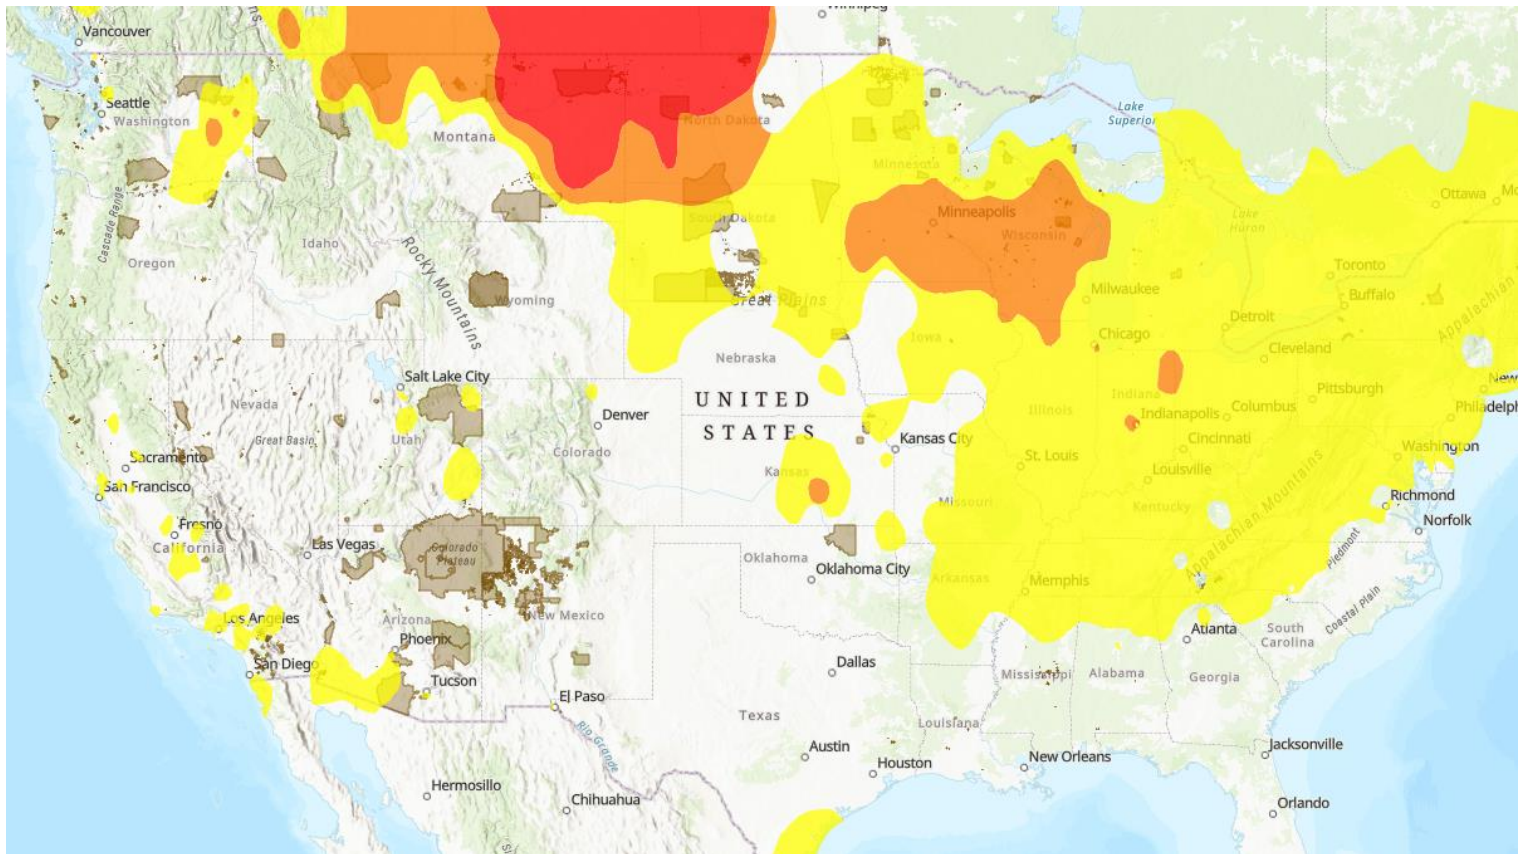 Winnipeg
Vancouver
Seattle
Washington
Montana
North Dakota
Minnesota
Lake
Superior
Ottawa
Cascade Range
Oregon
Idaho
Rocky Mountains
Wyoming
South Dakota
Great Plains
Minneapolis
Wisconsin
Lake
Huron
Toronto
Buffalo
Milwaukee
Detroit
Chicago
Cleveland
Appalachian
Iowa
Nebraska
Salt Lake City
Nevada
Great Basin
Utah
Denver
Colorado
UNITED
STATES
Kansas City
Kansas
Illinois
Indiana
Indianapolis
Columbus
Pittsburgh
New
Philadelph
Cincinnati
Washington
St. Louis
Louisville
Missouri
Kentucky
Appalachian Mountains
Richmond
Norfolk
Sacramento
San Francisco
Fresno
California
Las Vegas
Colorado
Plateau
Oklahoma
Oklahoma City
Arkansas
Memphis
Piedmont
Coastal Plain
Los Angeles
Arizona
New Mexico
Phoenix
San Diego
Tucson
El Paso
Dallas
Mississippi
Alabama
Atlanta
South
Carolina
Georgia
Texas
Rio Grande
Louisiana
Austin
Houston
New Orleans
Jacksonville
Orlando
Hermosillo
Chihuahua